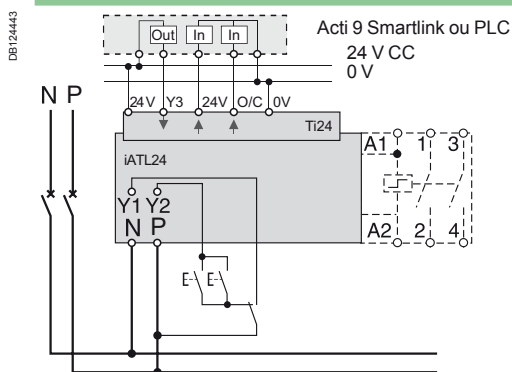 DB124443
Acti 9 Smartlink ou PLC
24 V CC
0 V
Out In In
N P
24V Y3 24V O/C 0V
Ti24
iATL24
A1 1 3
Y1 Y2
N P
A2 2 4
E E